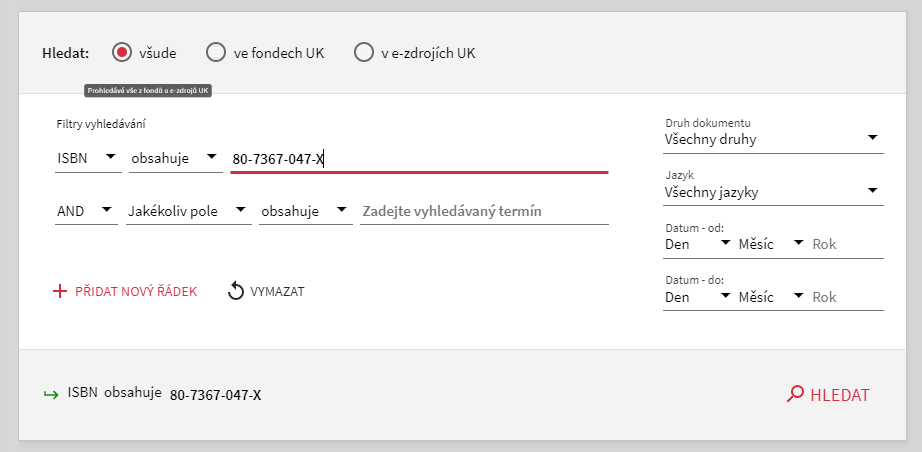 Hledat: všude ve fondech UK v e-zdrojích UK
Prohledává vše z fondů a e-zdrojů UK
Filtry vyhledávání
ISBN obsahuje 80-7367-047-X
AND Jakékoliv pole obsahuje Zadejte vyhledávaný termín
PŘIDAT NOVÝ ŘÁDEK VYMAZAT
Druh dokumentu
Všechny druhy
Jazyk
Všechny jazyky
Datum - od:
Den Měsíc Rok
Datum - do:
Den Měsíc Rok
ISBN obsahuje 80-7367-047-X
HLEDAT